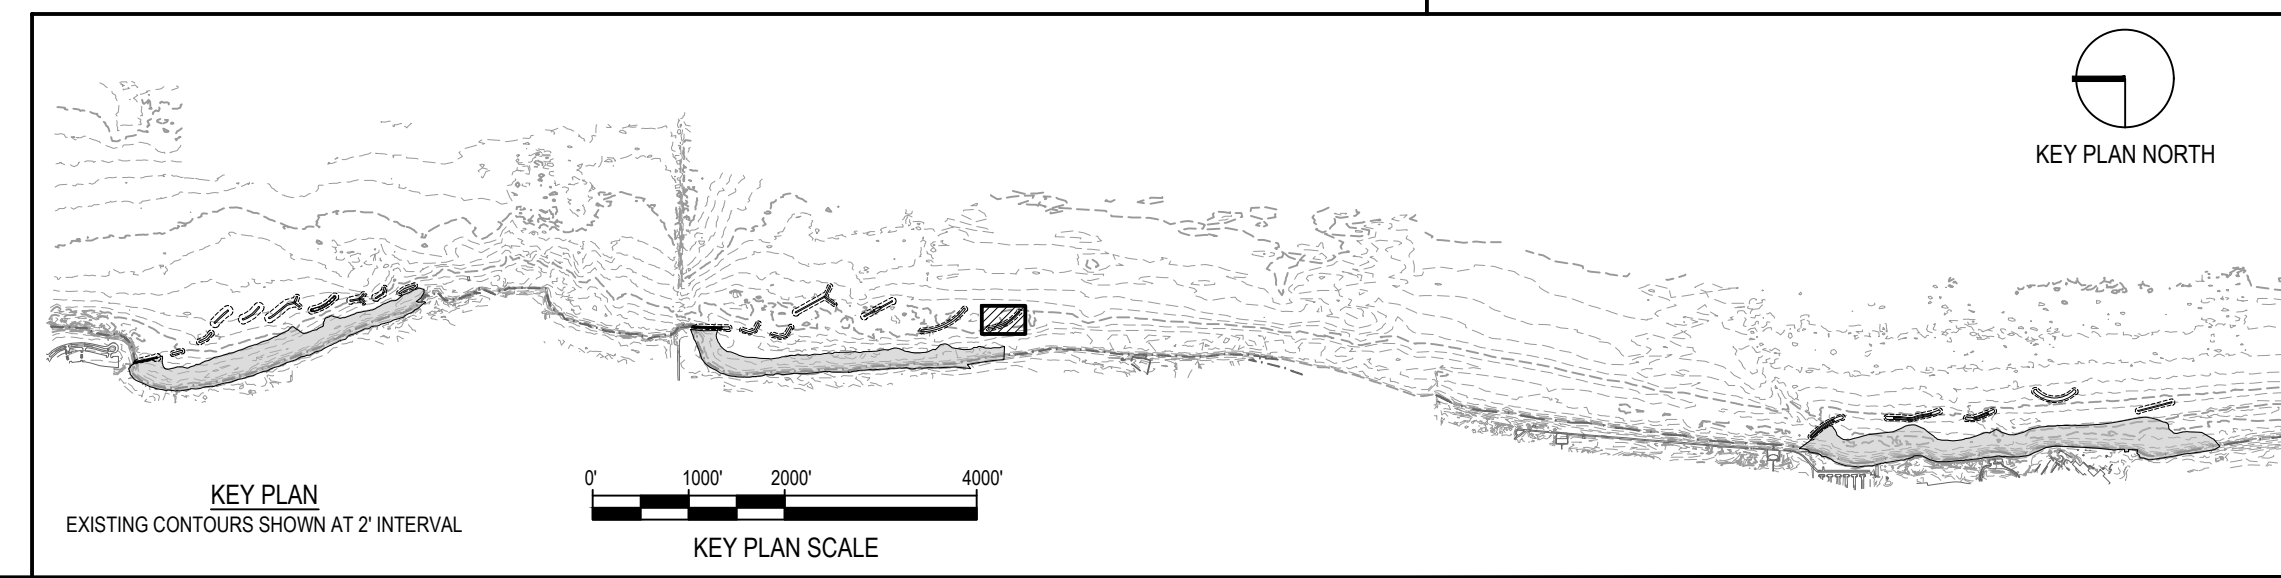 KEY PLAN NORTH
KEY PLAN
EXISTING CONTOURS SHOWN AT 2' INTERVAL
0' 1000' 2000' 4000'
KEY PLAN SCALE